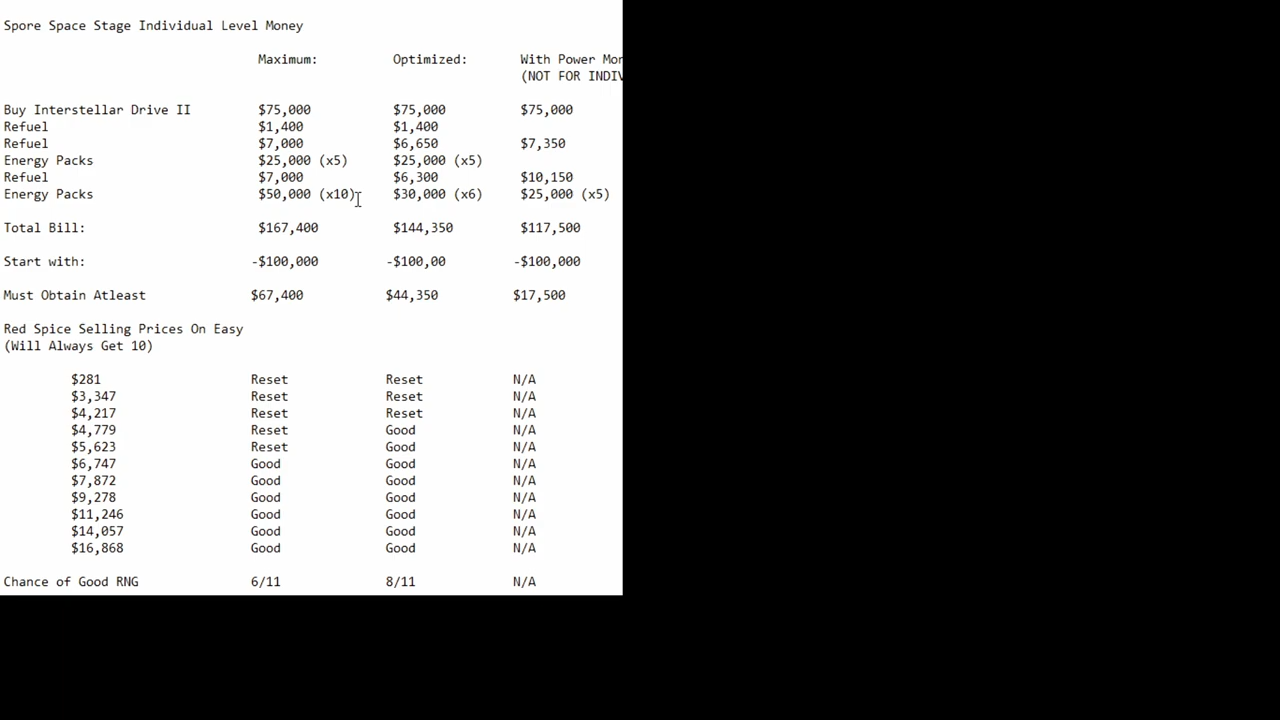 Spore Space Stage Individual Level Money
Maximum: Optimized: With Power Mon
(NOT FOR INDIV
Buy Interstellar Drive II $75,000 $75,000 $75,000
Refuel $1,400 $1,400
Refuel $7,000 $6,650 $7,350
Energy Packs $25,000 (x5) $25,000 (x5)
Refuel $7,000 $6,300 $10,150
Energy Packs $50,000 (x10) $30,000 (x6) $25,000 (x5)
Total Bill: $167,400 $144,350 $117,500
Start with: -$100,000 -$100,00 -$100,000
Must Obtain Atleast $67,400 $44,350 $17,500
Red Spice Selling Prices On Easy
(Will Always Get 10)
$281 Reset Reset N/A
$3,347 Reset Reset N/A
$4,217 Reset Reset N/A
$4,779 Reset Good N/A
$5,623 Reset Good N/A
$6,747 Good Good N/A
$7,872 Good Good N/A
$9,278 Good Good N/A
$11,246 Good Good N/A
$14,057 Good Good N/A
$16,868 Good Good N/A
Chance of Good RNG 6/11 8/11 N/A